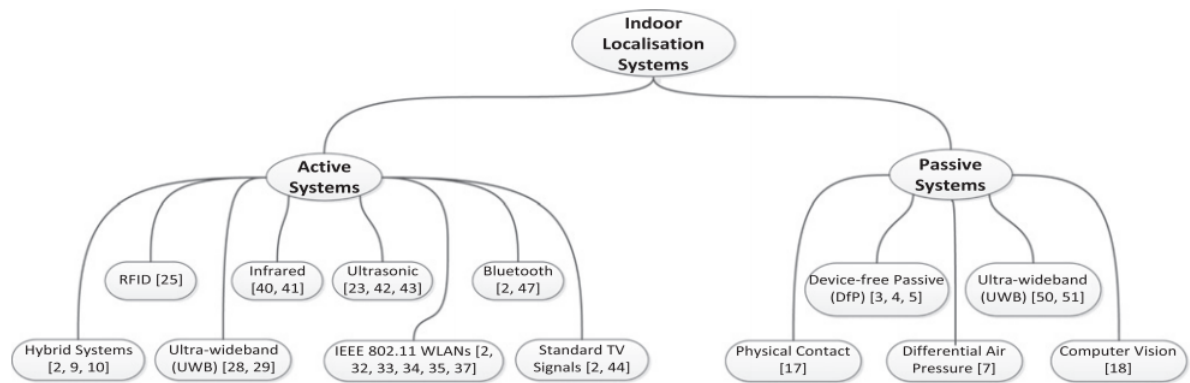 Indoor
Localisation
Systems
Active
Systems
Passive
Systems
RFID [25]
Infrared
[40, 41]
Ultrasonic
[23, 42, 43]
Bluetooth
[2, 47]
Device-free Passive
(DfP) [3, 4, 5]
Ultra-wideband
(UWB) [50, 51]
Hybrid Systems
[2, 9, 10]
Ultra-wideband
(UWB) [28, 29]
IEEE 802.11 WLANs [2,
32, 33, 34, 35, 37]
Standard TV
Signals [2, 44]
Physical Contact
[17]
Differential Air
Pressure [7]
Computer Vision
[18]